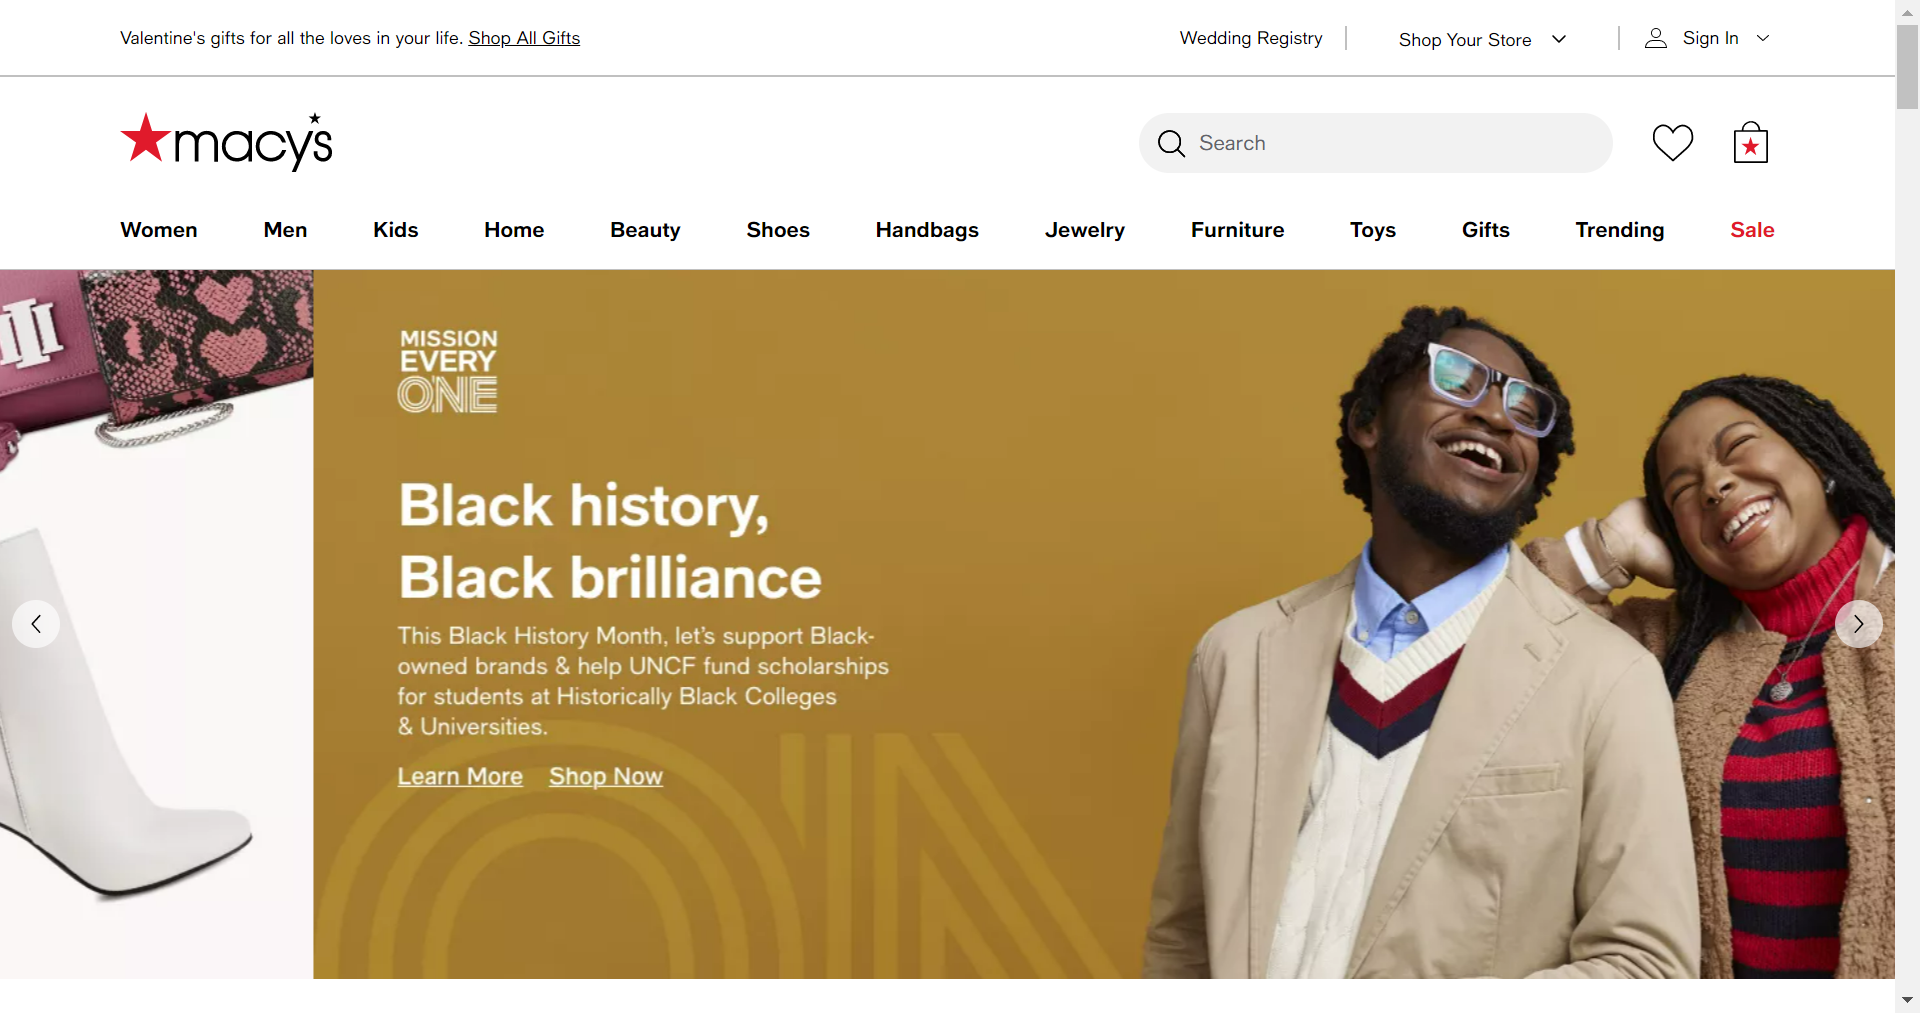 Valentine's gifts for all the loves in your life. Shop All Gifts
Wedding Registry
Shop Your Store
Sign In
macy's
Search
Women
Men
Kids
Home
Beauty
Shoes
Handbags
Jewelry
Furniture
Toys
Gifts
Trending
Sale
MISSION
EVERY
ONE
Black history,
Black brilliance
This Black History Month, let's support Black-
owned brands & help UNCF fund scholarships
for students at Historically Black Colleges
& Universities.
Learn More
Shop Now